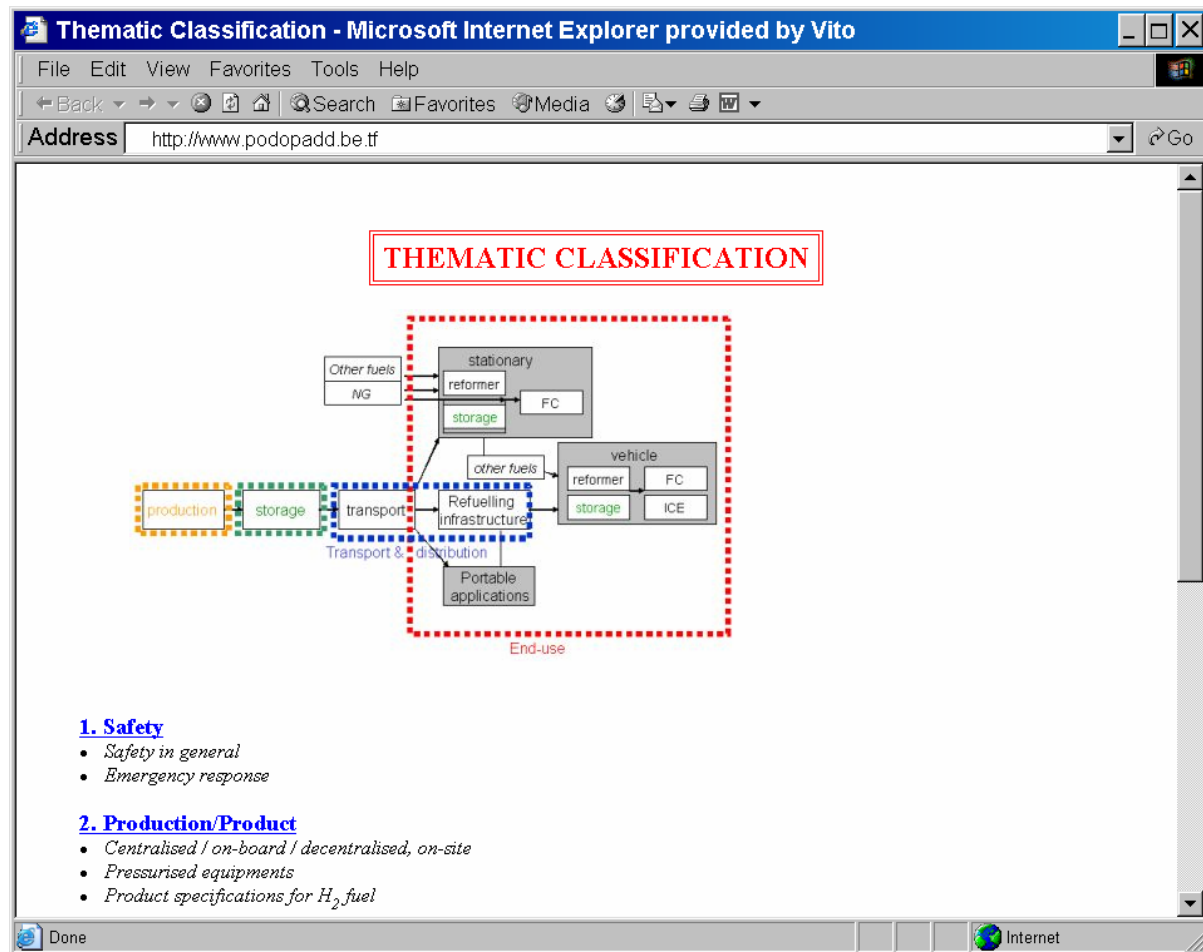 Thematic Classification - Microsoft Internet Explorer provided by Vito
File Edit View Favorites Tools Help
Back Search Favorites Media
Address http://www.podopadd.be.tf Go
THEMATIC CLASSIFICATION
stationary
Other fuels
reformer
NG
FC
storage
vehicle
other fuels
reformer FC
production storage transport Refuelling infrastructure
storage ICE
Transport & distribution
Portable
applications
End-use
1. Safety
• Safety in general
• Emergency response
2. Production/Product
• Centralised / on-board / decentralised, on-site
• Pressurised equipments
• Product specifications for H2 fuel
Done Internet